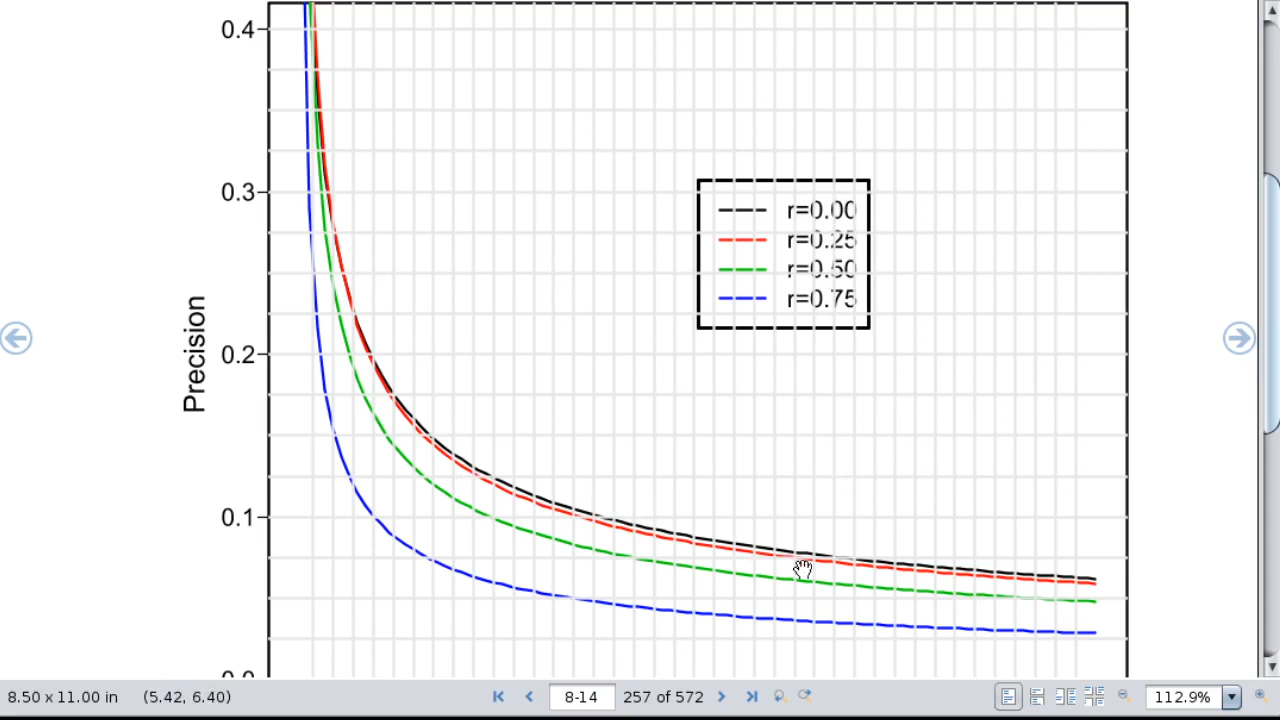 0.4
0.3
r=0.00
r=0.25
r=0.50
r=0.75
Precision
0.2
0.1
0.0
8.50 x 11.00 in (5.42, 6.40) 8-14 257 of 572 112.9%